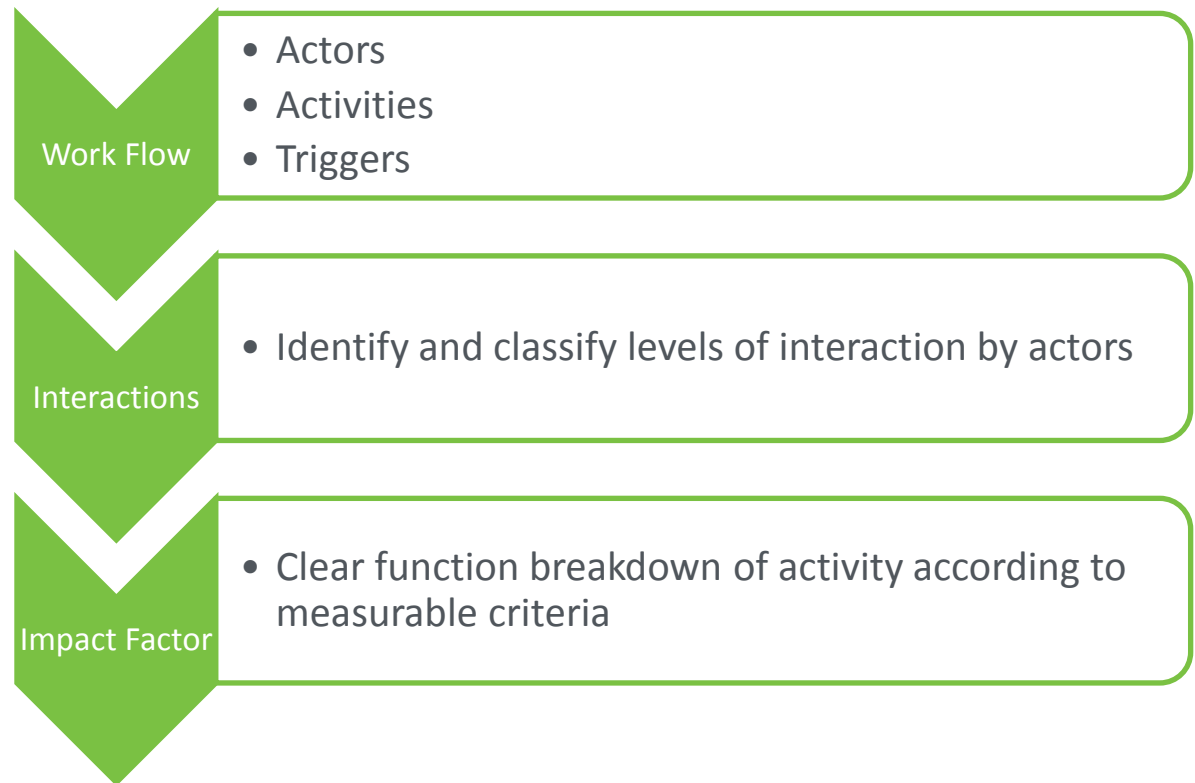 Work Flow
• Actors
• Activities
• Triggers
Interactions
• Identify and classify levels of interaction by actors
Impact Factor
• Clear function breakdown of activity according to
measurable criteria